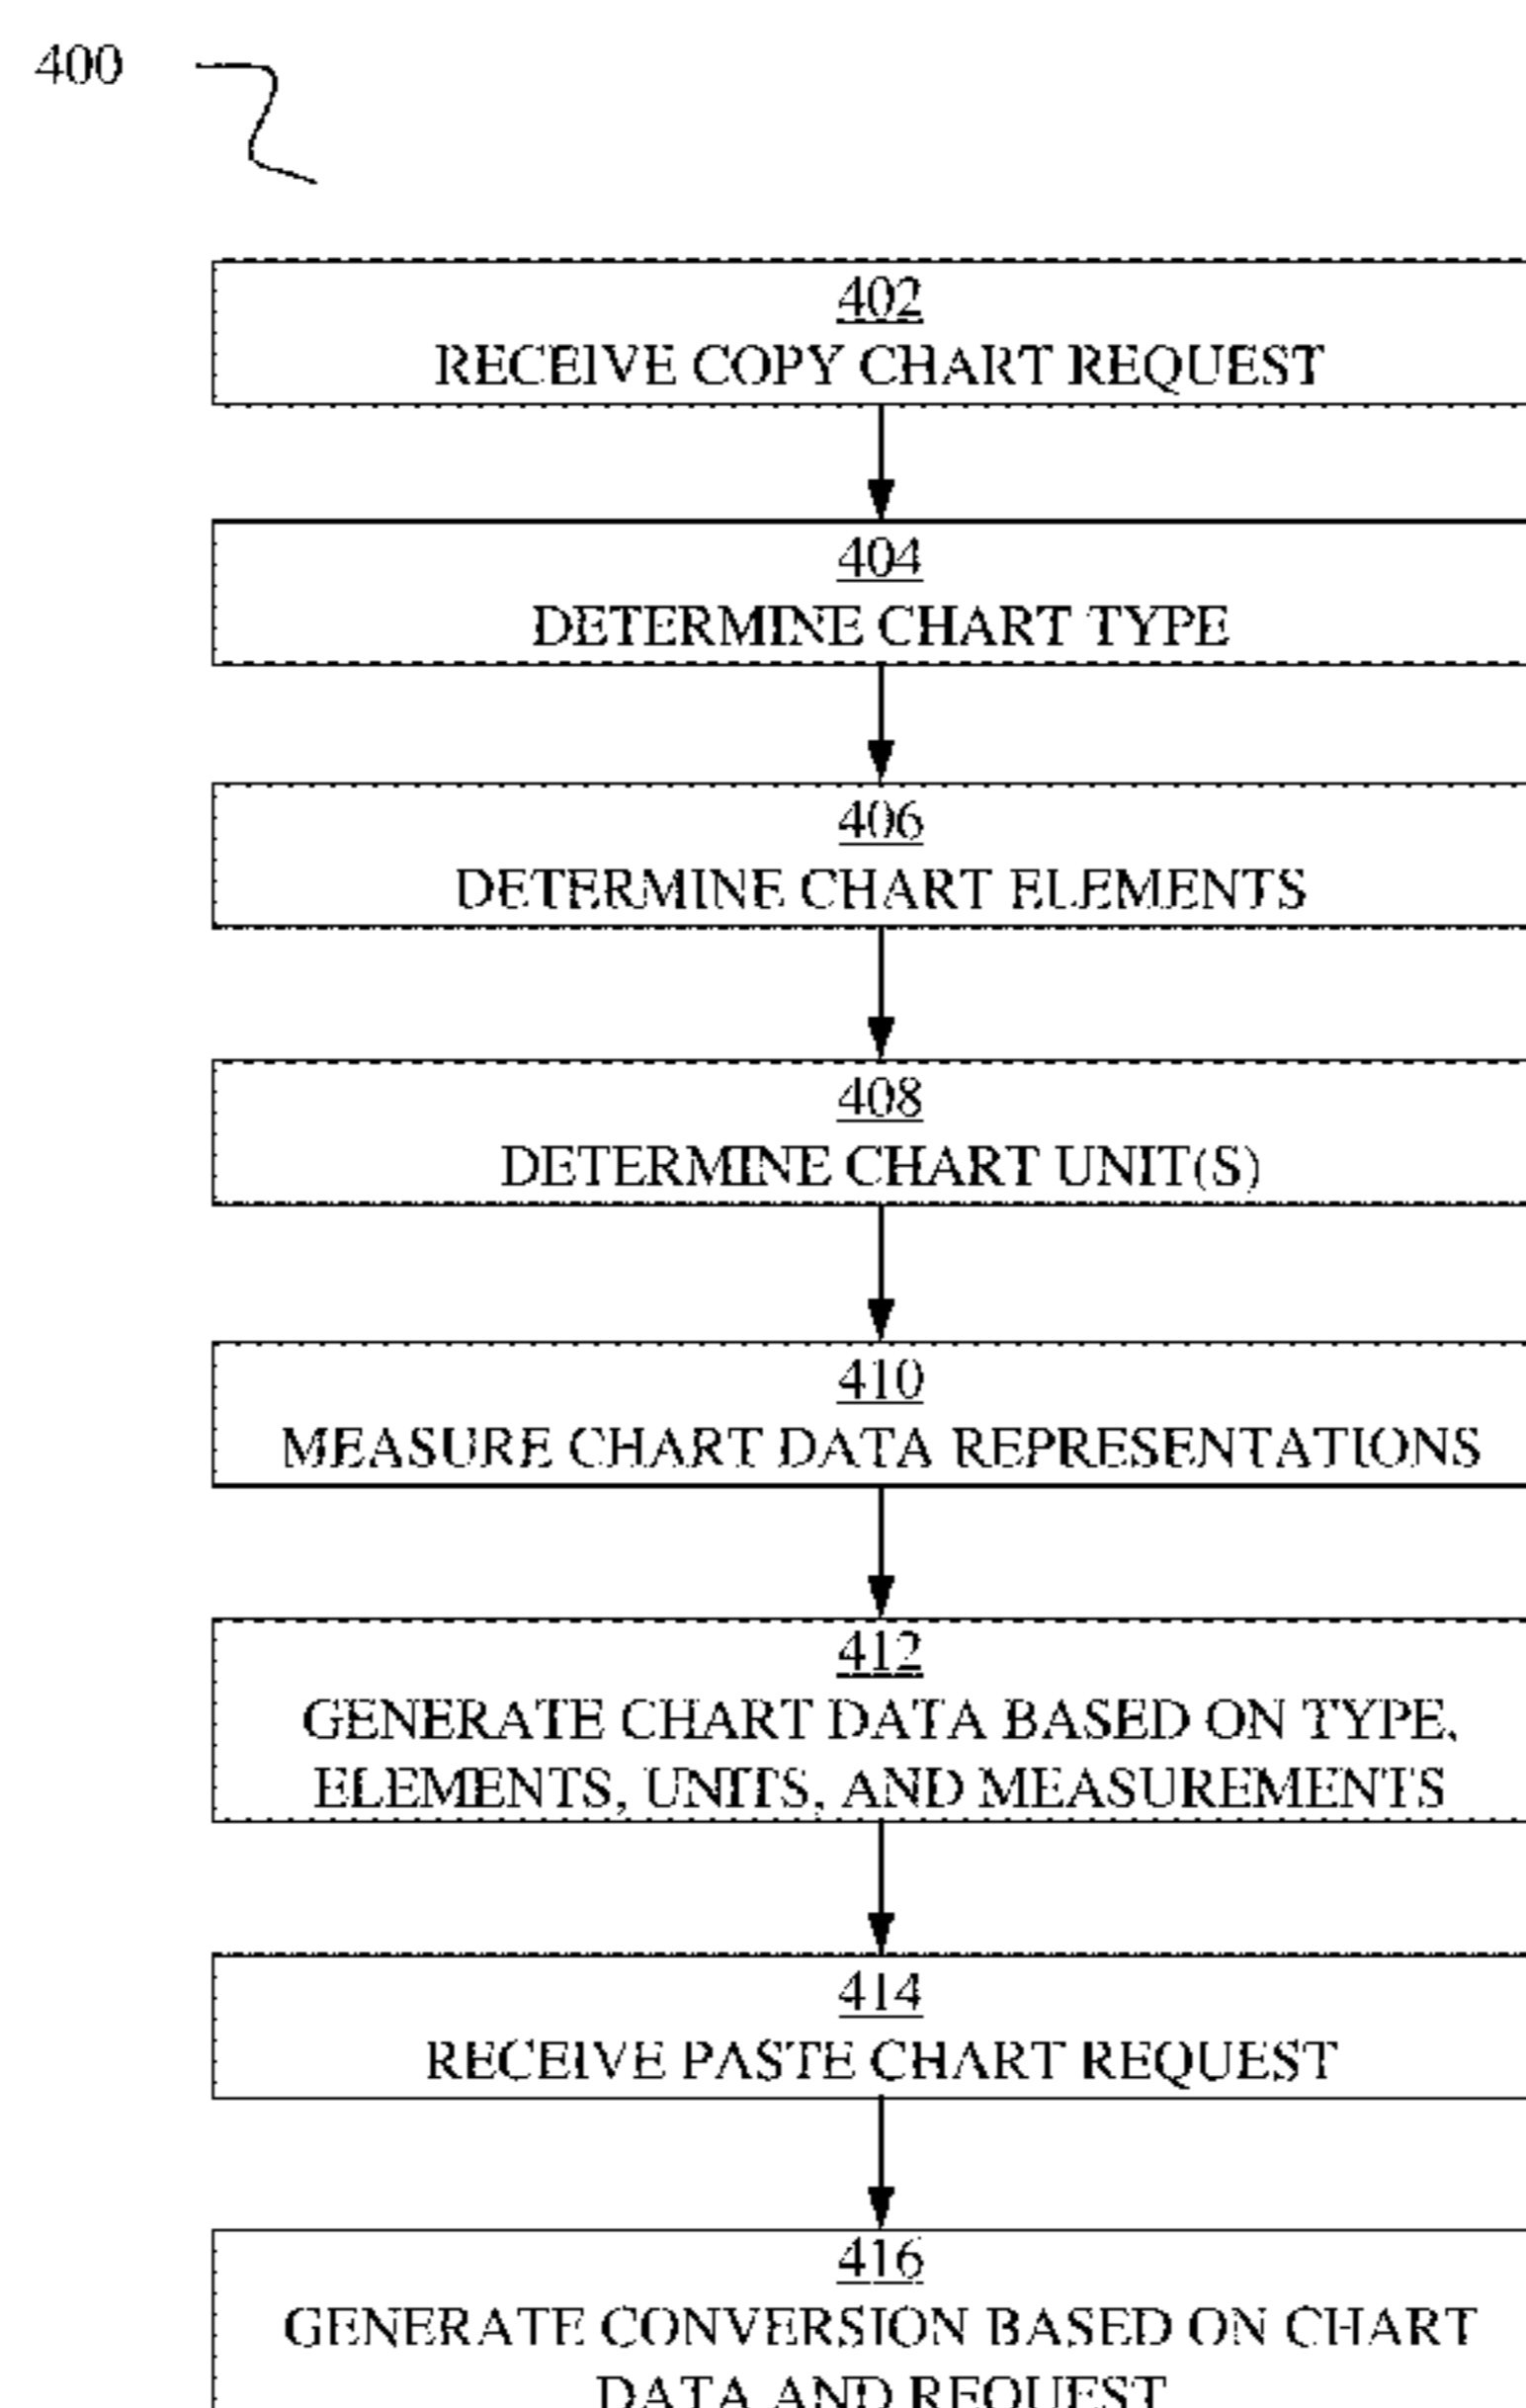 400
402
RECEIVE COPY CHART REQUEST
404
DETERMINE CHART TYPE
406
DETERMINE CHART ELEMENTS
408
DETERMINE CHART UNIT(S)
410
MEASURE CHART DATA REPRESENTATIONS
412
GENERATE CHART DATA BASED ON TYPE,
ELEMENTS, UNITS, AND MEASUREMENTS
414
RECEIVE PASTE CHART REQUEST
416
GENERATE CONVERSION BASED ON CHART
DATA AND REQUEST